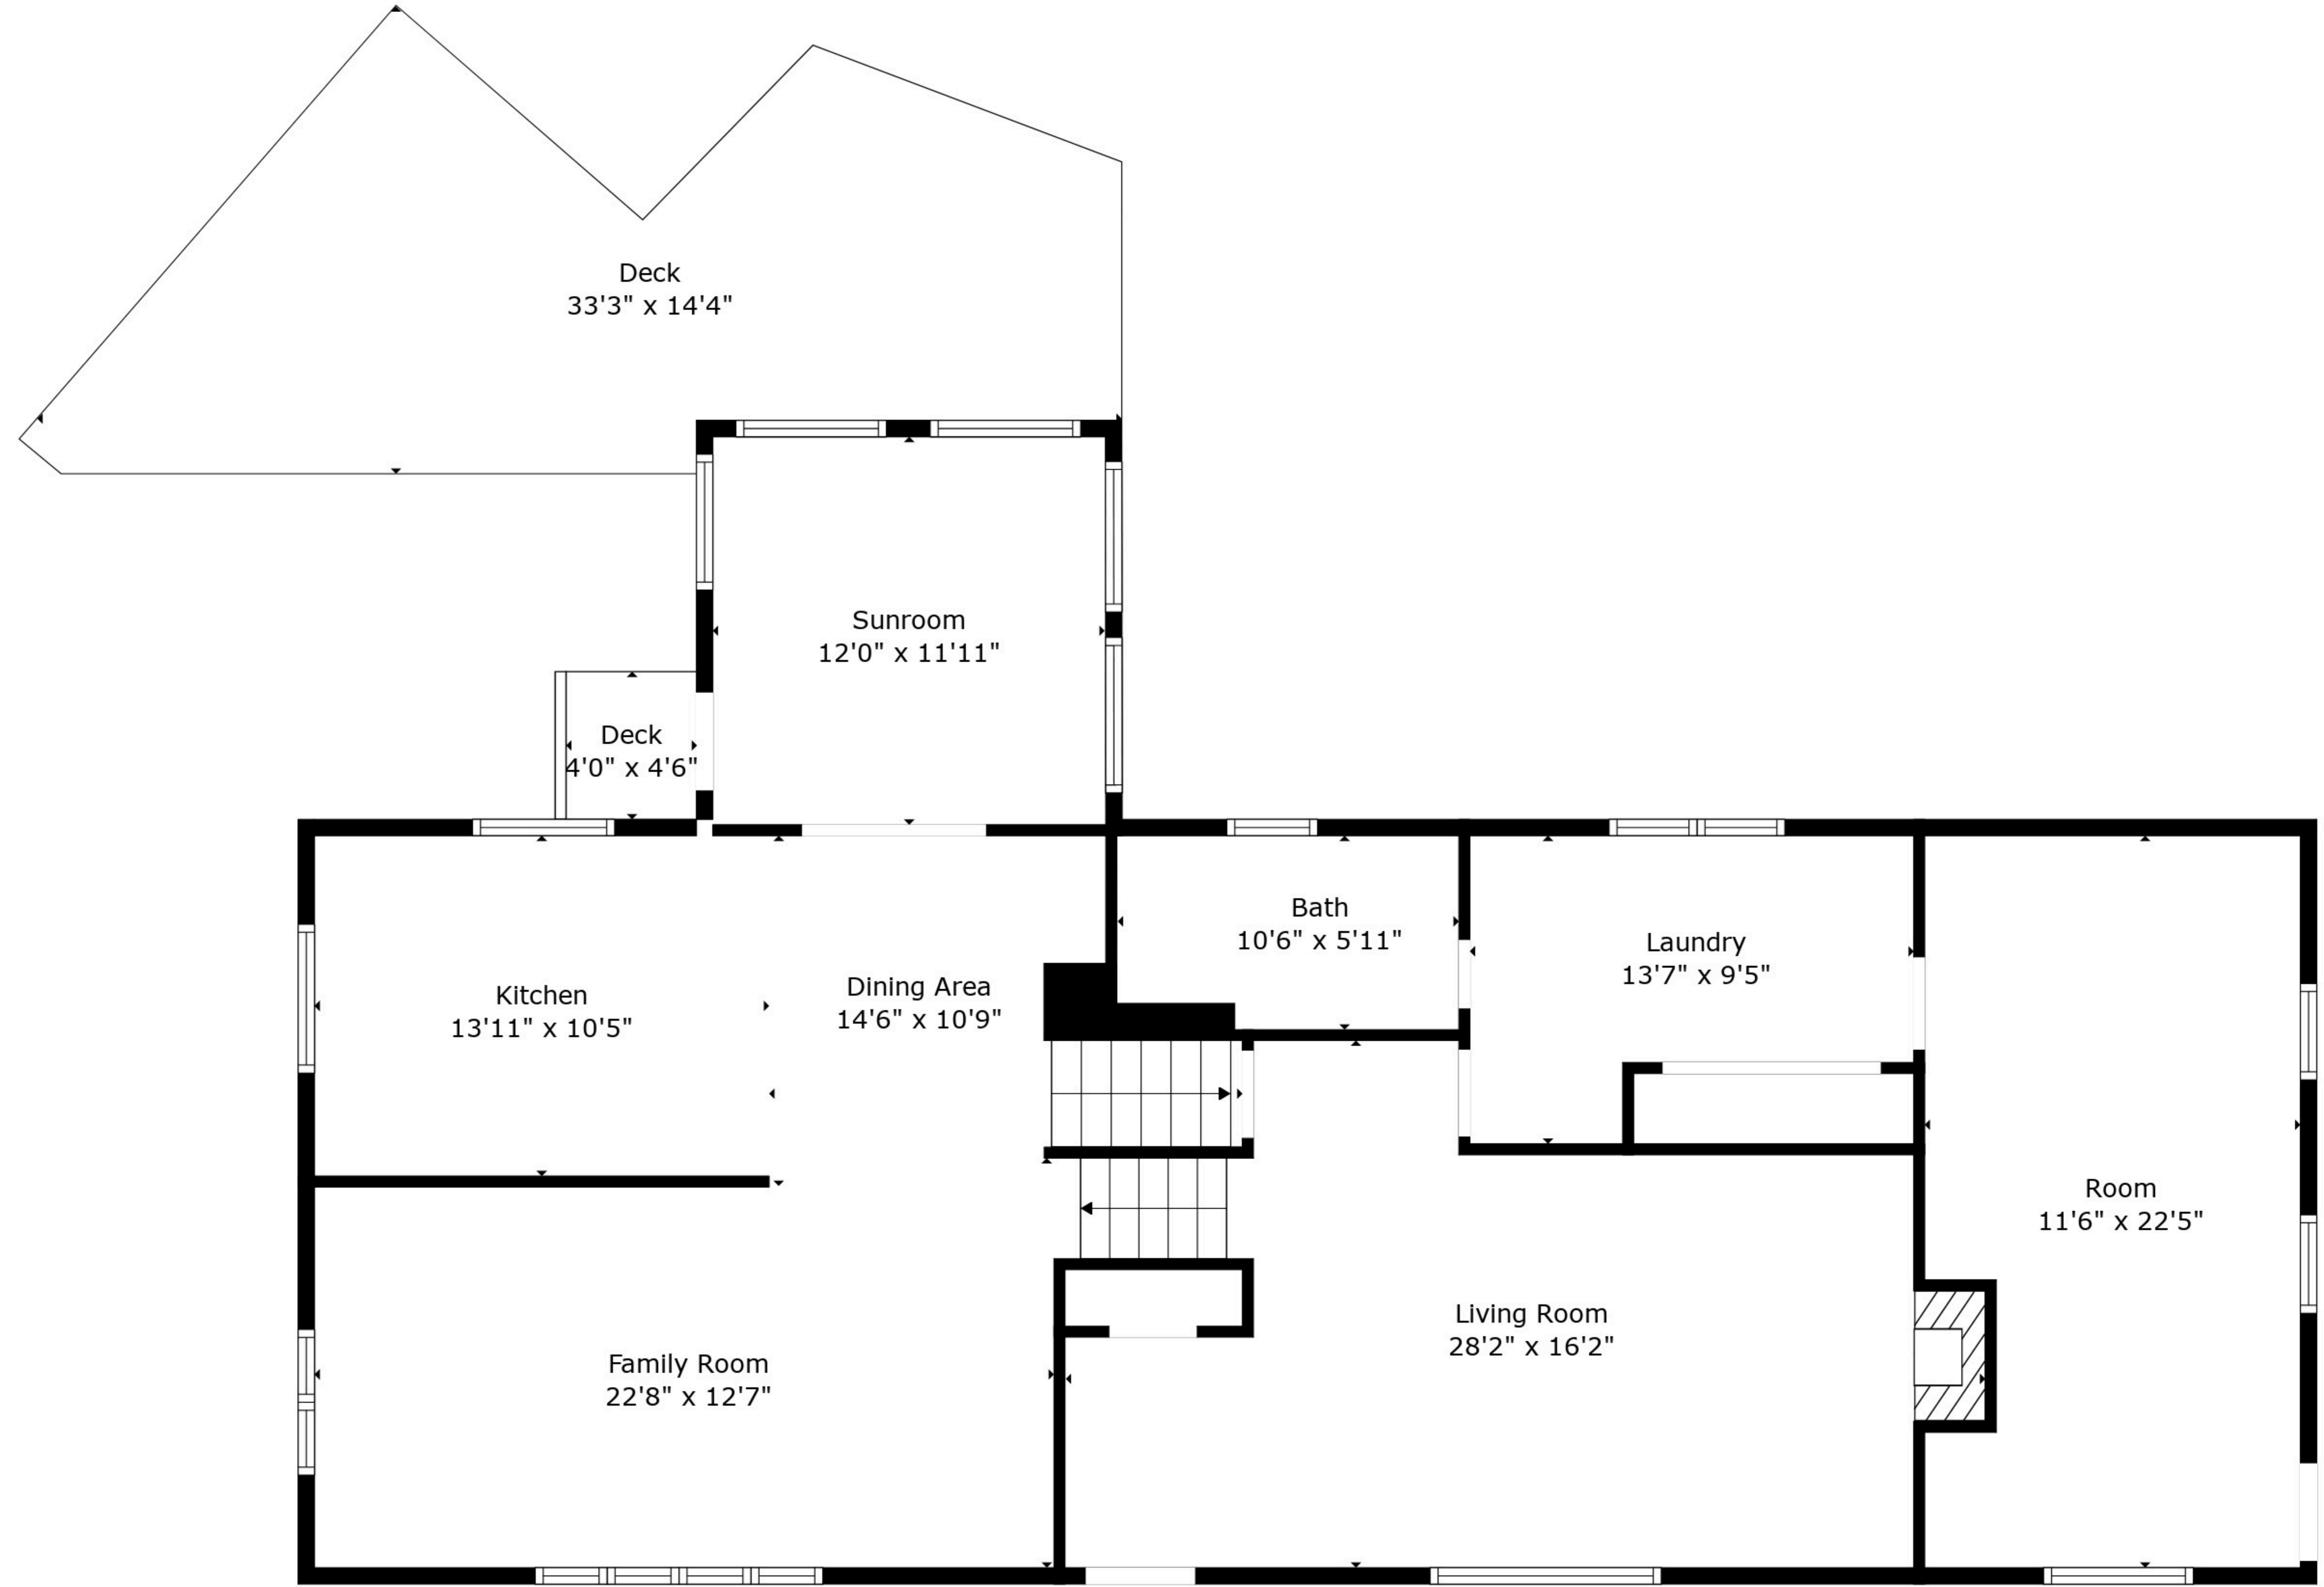 Deck
33'3" x 14'4"
Sunroom
12'0" x 11'11"
Deck
4'0" x 4'6"
Kitchen
13'11" x 10'5"
Dining Area
14'6" x 10'9"
Bath
10'6" x 5'11"
Laundry
13'7" x 9'5"
Room
11'6" x 22'5"
Family Room
22'8" x 12'7"
Living Room
28'2" x 16'2"